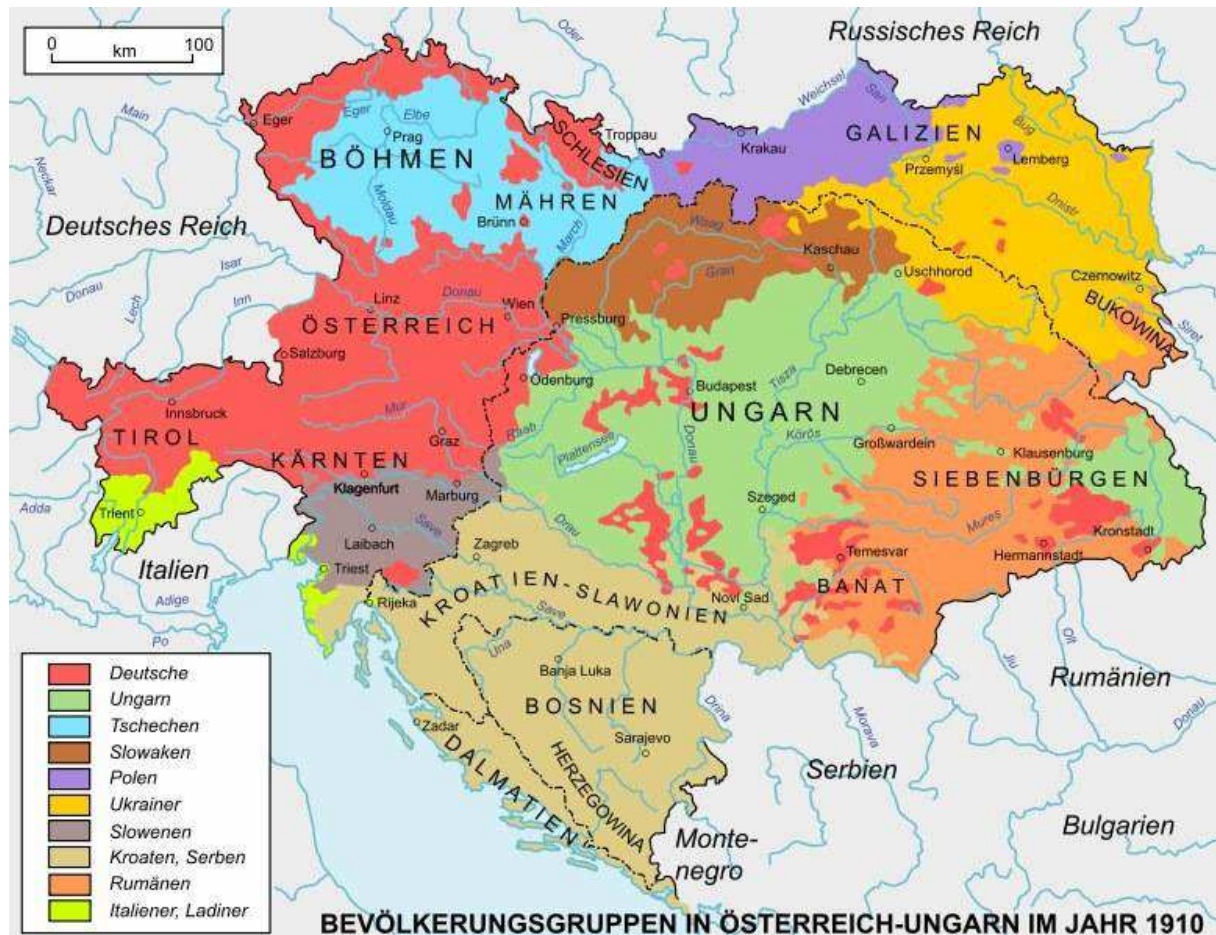 0 100
km
Russisches Reich
Oder
Weichsel
San
Main
Eger
Eger
Elbe
Prag
BÖHMEN
Moldau
SCHLESIEN
Troppau
MÄHREN
Brünn
March
Krakau
GALIZIEN
Bug
Lemberg
Przemyśl
Dnistr
Neckar
Deutsches Reich
Isar
Inn
Donau
Lech
Waag
Gran
Kaschau
Uschhorod
Czernowitz
BUKOWINA
Siret
Linz
Donau
Wien
ÖSTERREICH
Salzburg
Pressburg
Ödenburg
Budapest
Tisza
Debrecen
UNGARN
Innsbruck
TIROL
Mur
Graz
Raab
Plattensee
Donau
Körös
Großwardein
Klausenburg
KÄRNTEN
Klagenfurt
Marburg
SIEBENBÜRGEN
Adda
Trient
Save
Drau
Szeged
Mures
Kronstadt
Laibach
Zagreb
Hermannstadt
Italien
Triest
Temesvar
BANAT
Adige
Po
Rijeka
KROATIEN-SLAWONIEN
Novi Sad
Save
Una
Banja Luka
BOSNIEN
Drina
Jiu
Olt
Rumänien
Donau
Zadar
Sarajevo
Morava
DALMATIEN
HERZEGOWINA
Serbien
Monte-
negro
Bulgarien
Deutsche
Ungarn
Tschechen
Slowaken
Polen
Ukrainer
Slowenen
Kroaten, Serben
Rumänen
Italiener, Ladiner
BEVÖLKERUNGSGRUPPEN IN ÖSTERREICH-UNGARN IM JAHR 1910